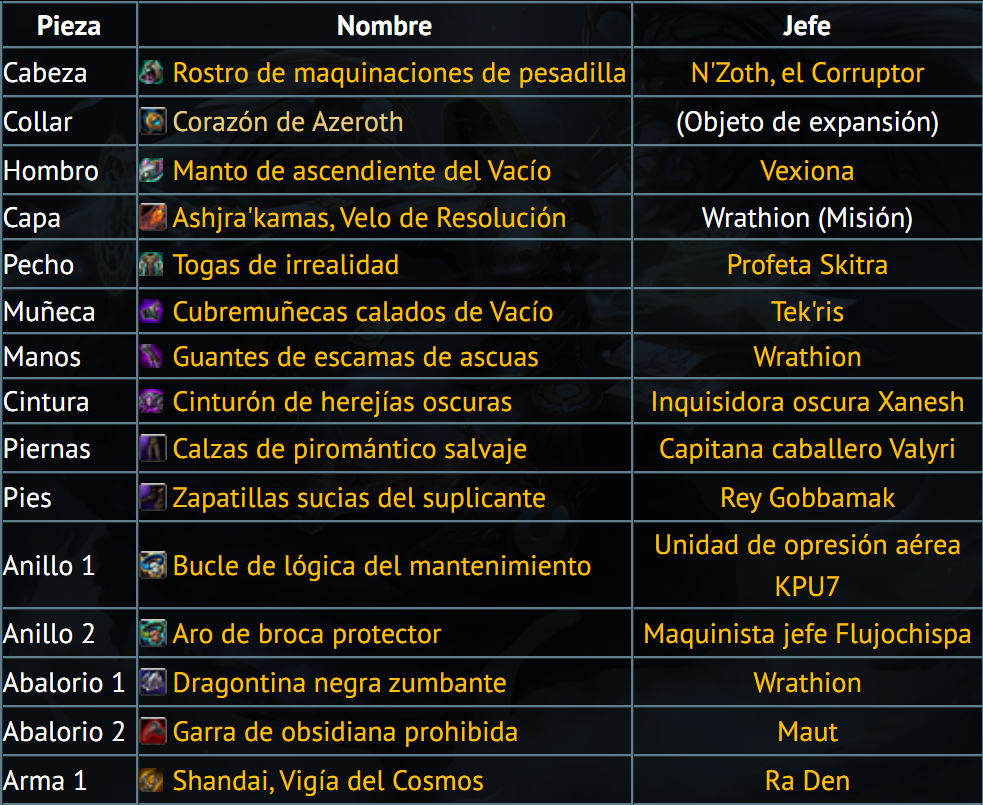 Pieza Nombre Jefe
Cabeza Rostro de maquinaciones de pesadilla N'Zoth, el Corruptor
Collar Corazón de Azeroth (Objeto de expansión)
Hombro Manto de ascendiente del Vacío Vexiona
Capa Ashjra'kamas, Velo de Resolución Wrathion (Misión)
Pecho Togas de irrealidad Profeta Skitra
Muñeca Cubremuñecas calados de Vacío Tek'ris
Manos Guantes de escamas de ascuas Wrathion
Cintura Cinturón de herejías oscuras Inquisidora oscura Xanesh
Piernas Calzas de piromántico salvaje Capitana caballero Valyri
Pies Zapatillas sucias del suplicante Rey Gobbamak
Anillo 1 Bucle de lógica del mantenimiento Unidad de opresión aérea
KPU7
Anillo 2 Aro de broca protector Maquinista jefe Flujochispa
Abalorio 1 Dragontina negra zumbante Wrathion
Abalorio 2 Garra de obsidiana prohibida Maut
Arma 1 Shandai, Vigía del Cosmos Ra Den